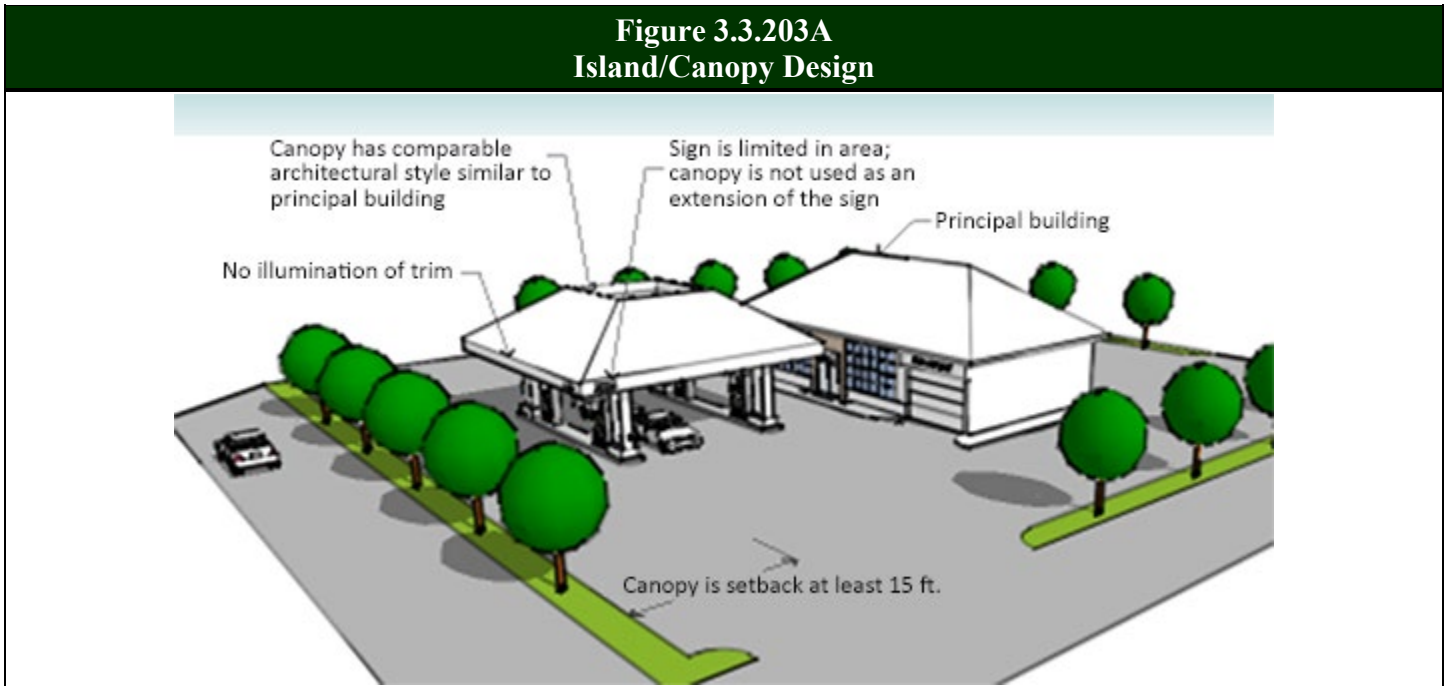 Figure 3.3.203A
Island/Canopy Design
Canopy has comparable
architectural style similar to
principal building
Sign is limited in area;
canopy is not used as an
extension of the sign
Principal building
No illumination of trim
Canopy is setback at least 15 ft.